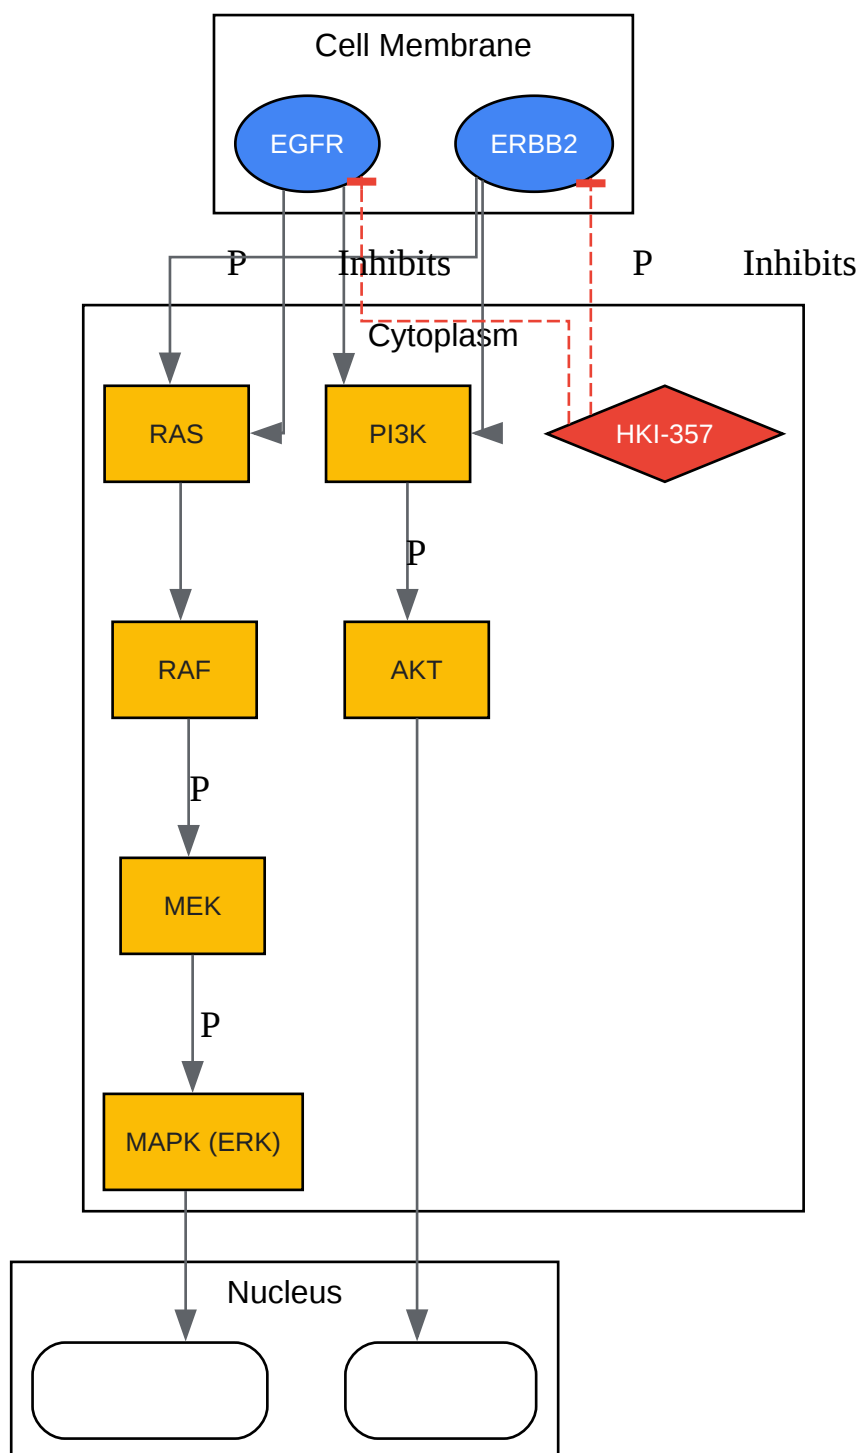 Cell Membrane
EGFR
ERBB2
P
Inhibits
P
Inhibits
Cytoplasm
RAS
PI3K
HKI-357
P
RAF
AKT
P
MEK
P
MAPK (ERK)
Nucleus